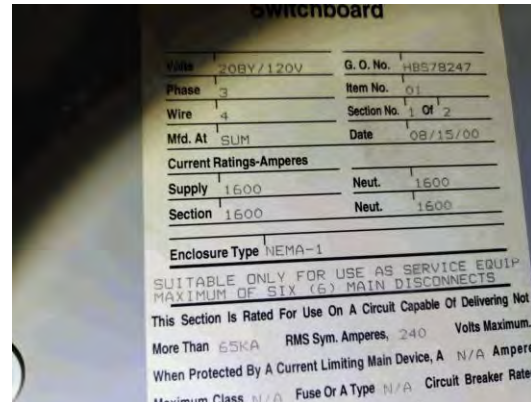 Switchboard
Volts 208Y/120V G. O. No. HBS78247
Phase 3 Item No. 01
Wire 4 Section No. 1 Of 2
Mfd. At SUM Date 08/15/00
Current Ratings-Amperes
Supply 1600 Neut. 1600
Section 1600 Neut. 1600
Enclosure Type NEMA-1
SUITABLE ONLY FOR USE AS SERVICE EQUIP
MAXIMUM OF SIX (6) MAIN DISCONNECTS
This Section Is Rated For Use On A Circuit Capable Of Delivering Not
More Than 65KA RMS Sym. Amperes, 240 Volts Maximum.
When Protected By A Current Limiting Main Device, A N/A Ampere
Maximum Class N/A Fuse Or A Type N/A Circuit Breaker Rate